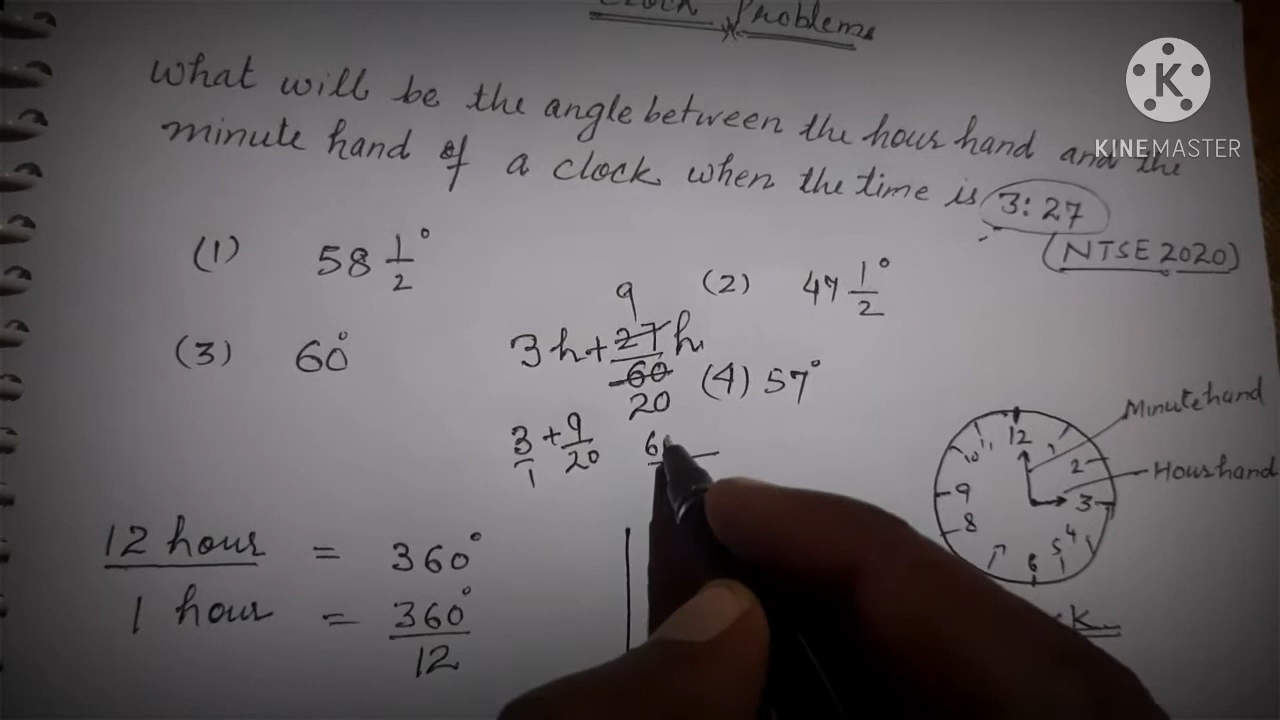 Clock Problems
What will be the angle between the hour hand and the
minute hand of a clock when the time is 3:27
(NTSE 2020)
(1) 58 1/2°
(2) 47 1/2°
(3) 60°
(4) 57°
9
3h + 27/60 h
20
3/1 + 9/20
6
12 hour = 360°
1 hour = 360°/12
Minute hand
Hour hand
12
1
2
3
4
5
6
8
9
10
11
K
KINEMASTER